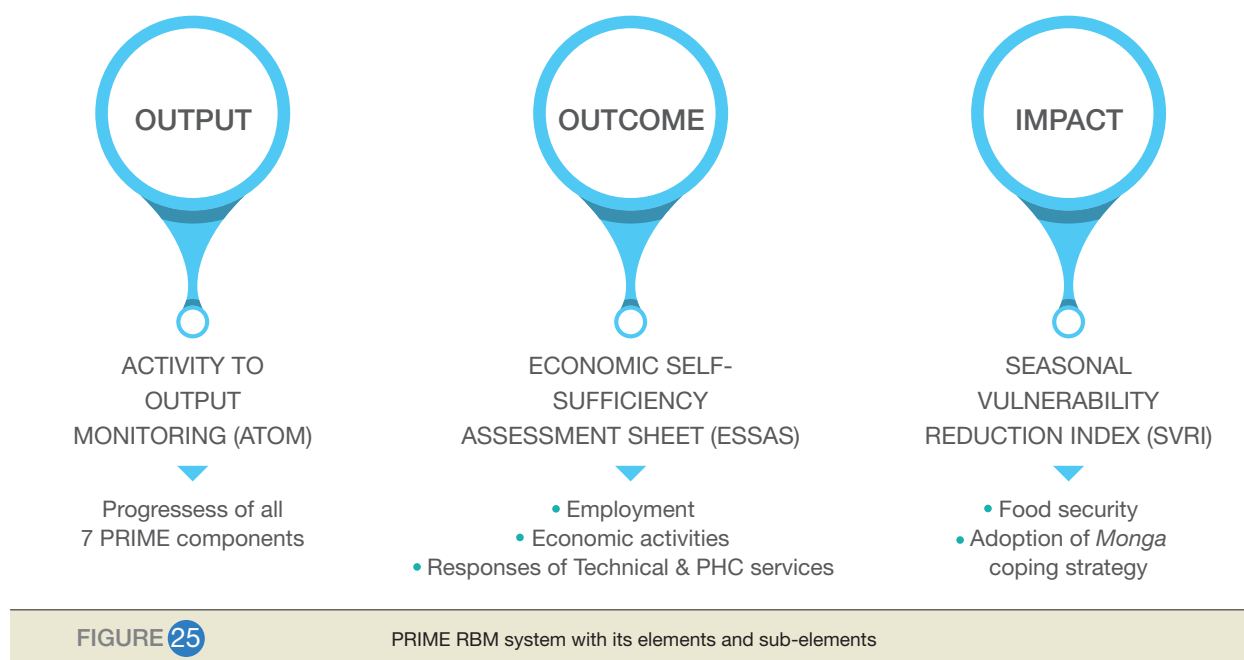 OUTPUT
ACTIVITY TO
OUTPUT
MONITORING (ATOM)
Progressess of all
7 PRIME components
OUTCOME
ECONOMIC SELF-
SUFFICIENCY
ASSESSMENT SHEET (ESSAS)
• Employment
• Economic activities
• Responses of Technical & PHC services
IMPACT
SEASONAL
VULNERABILITY
REDUCTION INDEX (SVRI)
• Food security
• Adoption of Monga
coping strategy
FIGURE 25 PRIME RBM system with its elements and sub-elements